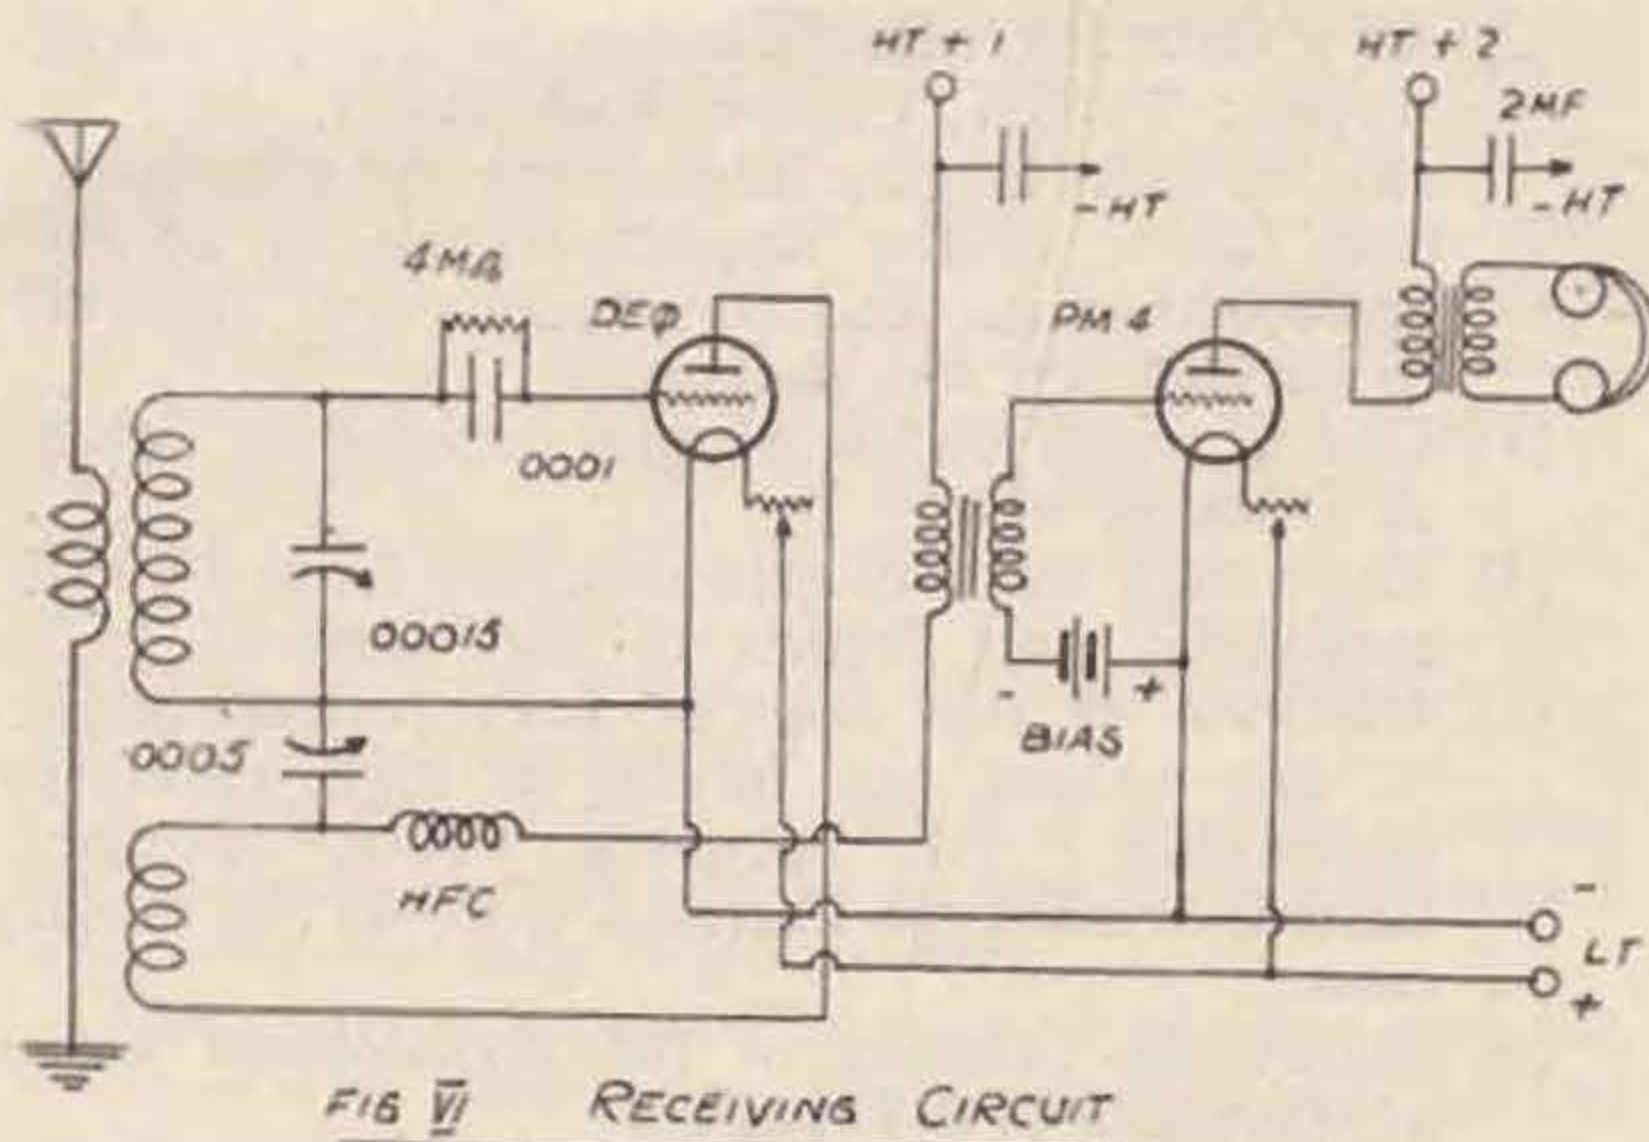 HT + 1
HT + 2
2MF
- HT
- HT
4MΩ
DEφ
PM 4
0001
00015
- +
BIAS
.0005
HFC
-
LT
+
FIG VI RECEIVING CIRCUIT